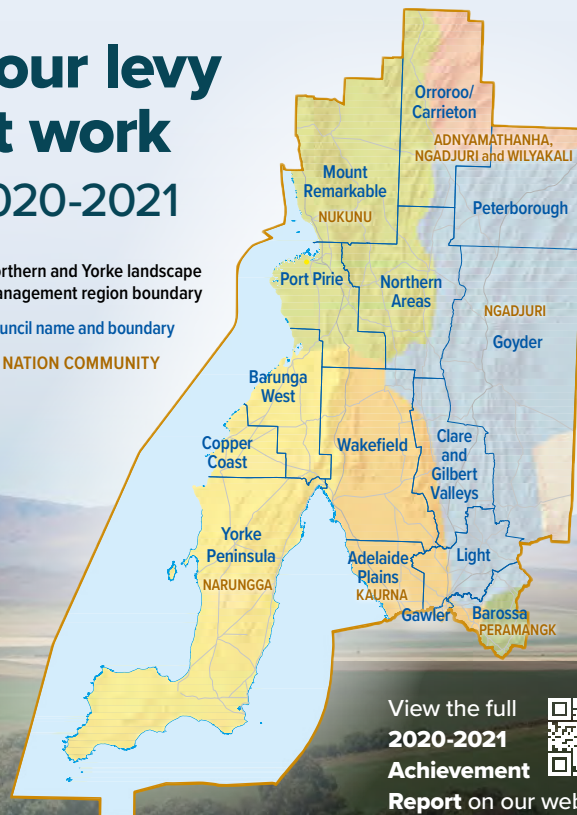 our levy
t work
020-2021
orthern and Yorke landscape
anagement region boundary
uncil name and boundary
NATION COMMUNITY
Orroroo/
Carrieton
ADNYAMATHANHA,
NGADJURI and WILYAKALI
Mount
Remarkable
NUKUNU
Peterborough
Port Pirie
Northern
Areas
NGADJURI
Goyder
Barunga
West
Copper
Coast
Wakefield
Clare
and
Gilbert
Valleys
Yorke
Peninsula
NARUNGGA
Adelaide
Plains
KAURNA
Light
Gawler
Barossa
PERAMANGK
View the full
2020-2021
Achievement
Report on our web